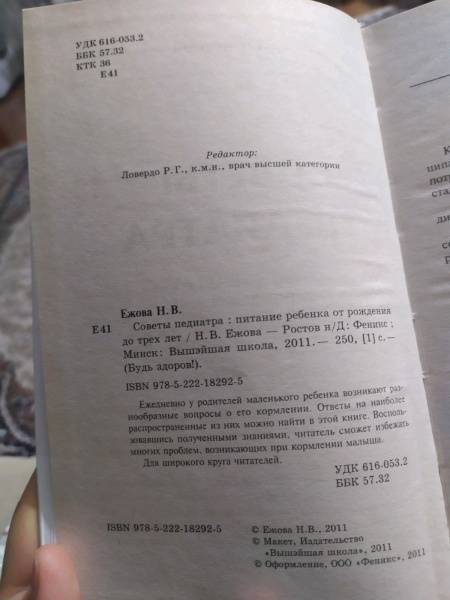 УДК 616-053.2
ББК 57.32
КТК 36
Е41
Редактор:
Ловердо Р.Г., к.м.н., врач высшей категории
Ежова Н.В.
Е41 Советы педиатра : питание ребенка от рождения
до трех лет / Н.В. Ежова — Ростов н/Д: Феникс ;
Минск: Вышэйшая школа, 2011.— 250, [1] с.—
(Будь здоров!).
ISBN 978-5-222-18292-5
Ежедневно у родителей маленького ребенка возникают раз-
нообразные вопросы о его кормлении. Ответы на наиболее
распространенные из них можно найти в этой книге. Восполь-
зовавшись полученными знаниями, читатель сможет избежать
многих проблем, возникающих при кормлении малыша.
Для широкого круга читателей.
УДК 616-053.2
ББК 57.32
ISBN 978-5-222-18292-5
© Ежова Н.В., 2011
© Макет, Издательство
«Вышэйшая школа», 2011
© Оформление, ООО «Феникс», 2011